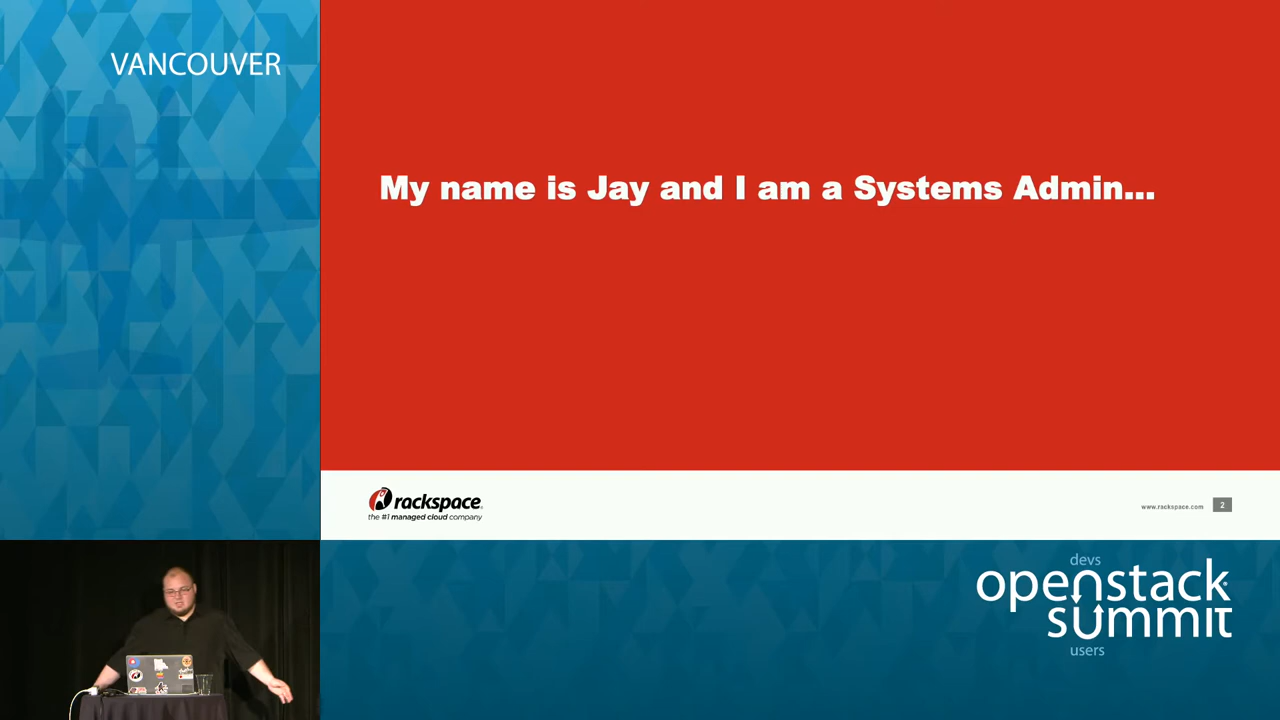 VANCOUVER
My name is Jay and I am a Systems Admin...
rackspace
the #1 managed cloud company
www.rackspace.com
2
devs
openstack
summit
users